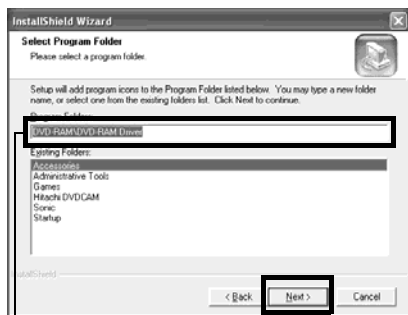 InstallShield Wizard
Select Program Folder
Please select a program folder.
Setup will add program icons to the Program Folder listed below. You may type a new folder
name, or select one from the existing folders list. Click Next to continue.
Program Folders:
DVD-RAM\DVD-RAM Driver
Existing Folders:
Accessories
Administrative Tools
Games
Hitachi DVDCAM
Sonic
Startup
InstallShield
< Back Next > Cancel